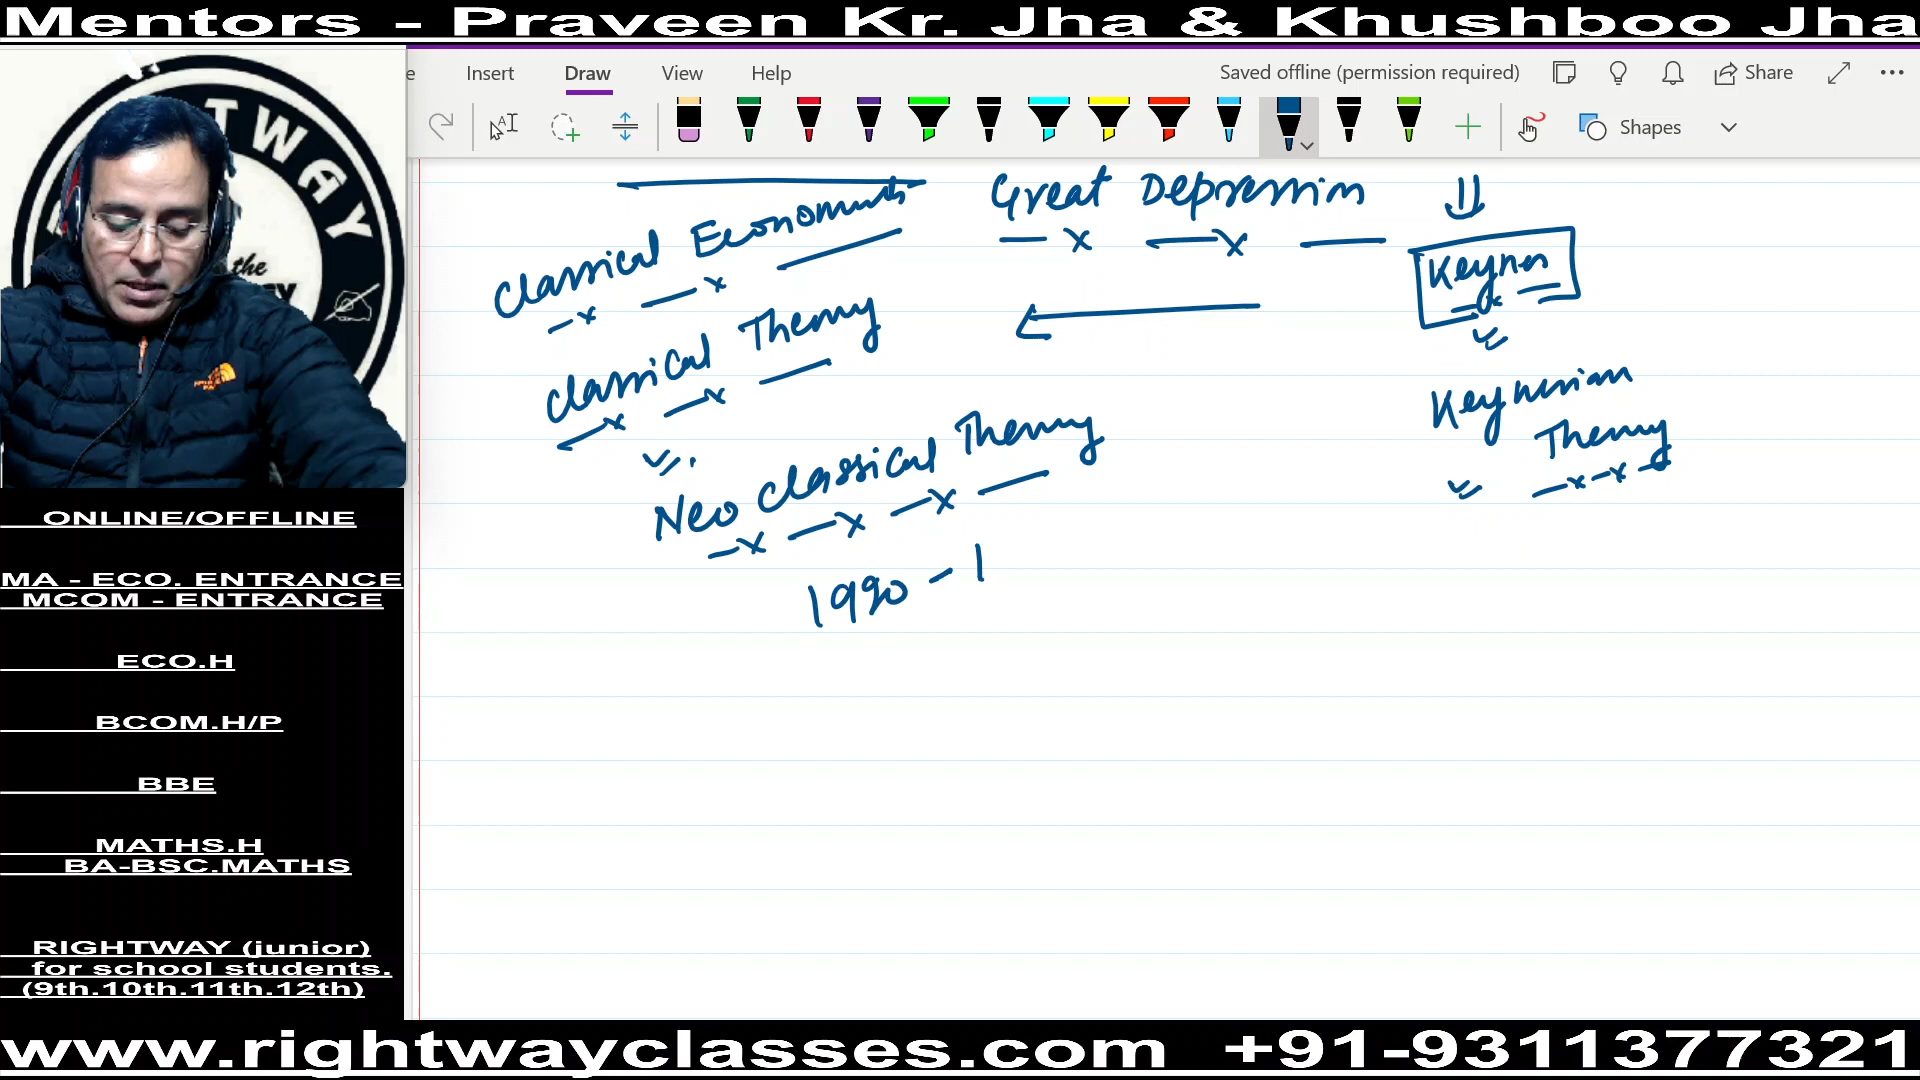 Mentors - Praveen Kr. Jha & Khushboo Jha
Insert Draw View Help
Saved offline (permission required)
Share
Shapes
RIGHTWAY
the
ONLINE/OFFLINE
MA - ECO. ENTRANCE
MCOM - ENTRANCE
ECO.H
BCOM.H/P
BBE
MATHS.H
BA-BSC.MATHS
RIGHTWAY (junior)
for school students.
(9th.10th.11th.12th)
Classical Economists
Great Depression
Keynes
Classical Theory
Keynesian
Theory
Neo Classical Theory
1990 - 1
www.rightwayclasses.com +91-9311377321